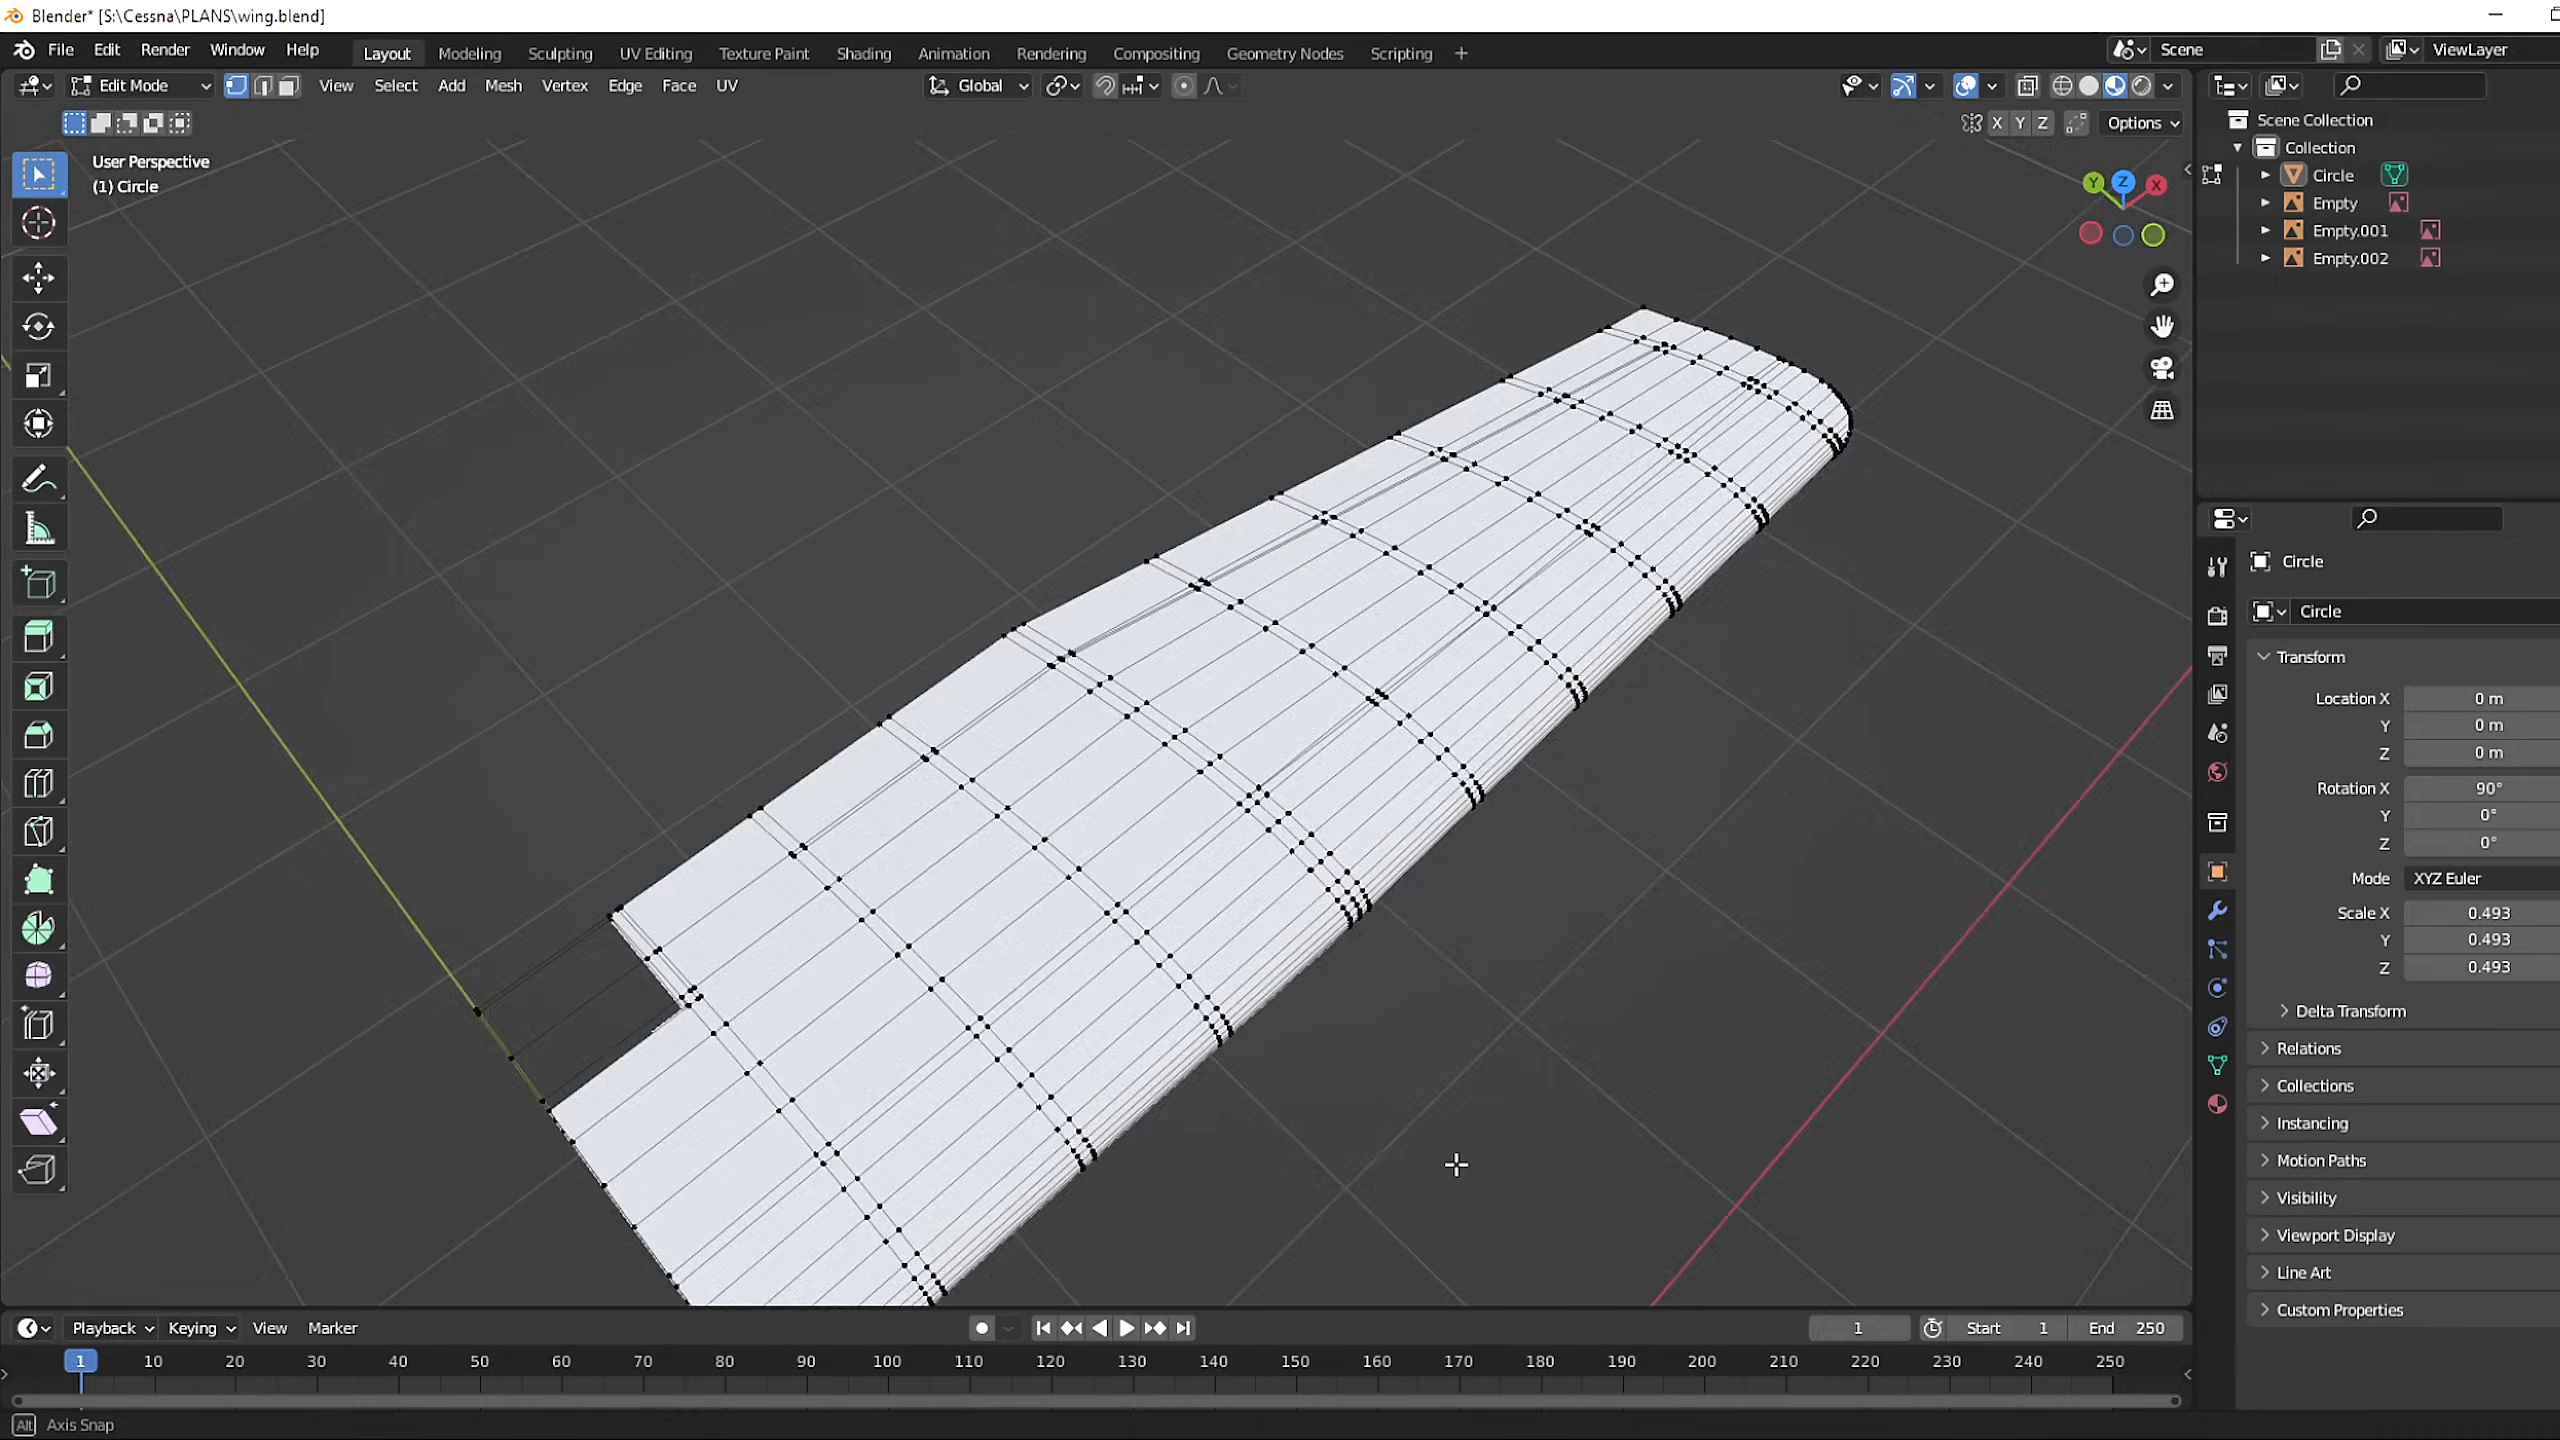 Blender* [S:\Cessna\PLANS\wing.blend]
File Edit Render Window Help Layout Modeling Sculpting UV Editing Texture Paint Shading Animation Rendering Compositing Geometry Nodes Scripting + Scene ViewLayer
Edit Mode View Select Add Mesh Vertex Edge Face UV Global
X Y Z Options
User Perspective
(1) Circle
Y Z X
Scene Collection
Collection
Circle
Empty
Empty.001
Empty.002
Circle
Circle
Transform
Location X 0 m
Y 0 m
Z 0 m
Rotation X 90°
Y 0°
Z 0°
Mode XYZ Euler
Scale X 0.493
Y 0.493
Z 0.493
Delta Transform
Relations
Collections
Instancing
Motion Paths
Visibility
Viewport Display
Line Art
Custom Properties
Playback Keying View Marker 1 Start 1 End 250
1 10 20 30 40 50 60 70 80 90 100 110 120 130 140 150 160 170 180 190 200 210 220 230 240 250
Alt Axis Snap